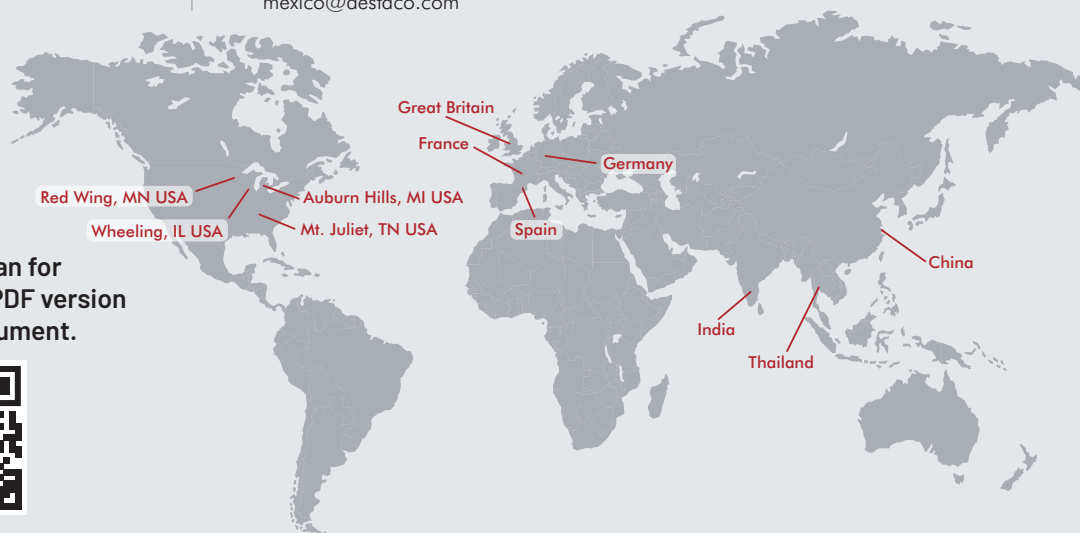 mexico@destaco.com
Great Britain
France
Germany
Red Wing, MN USA
Auburn Hills, MI USA
Wheeling, IL USA
Mt. Juliet, TN USA
Spain
an for
PDF version
ument.
China
India
Thailand